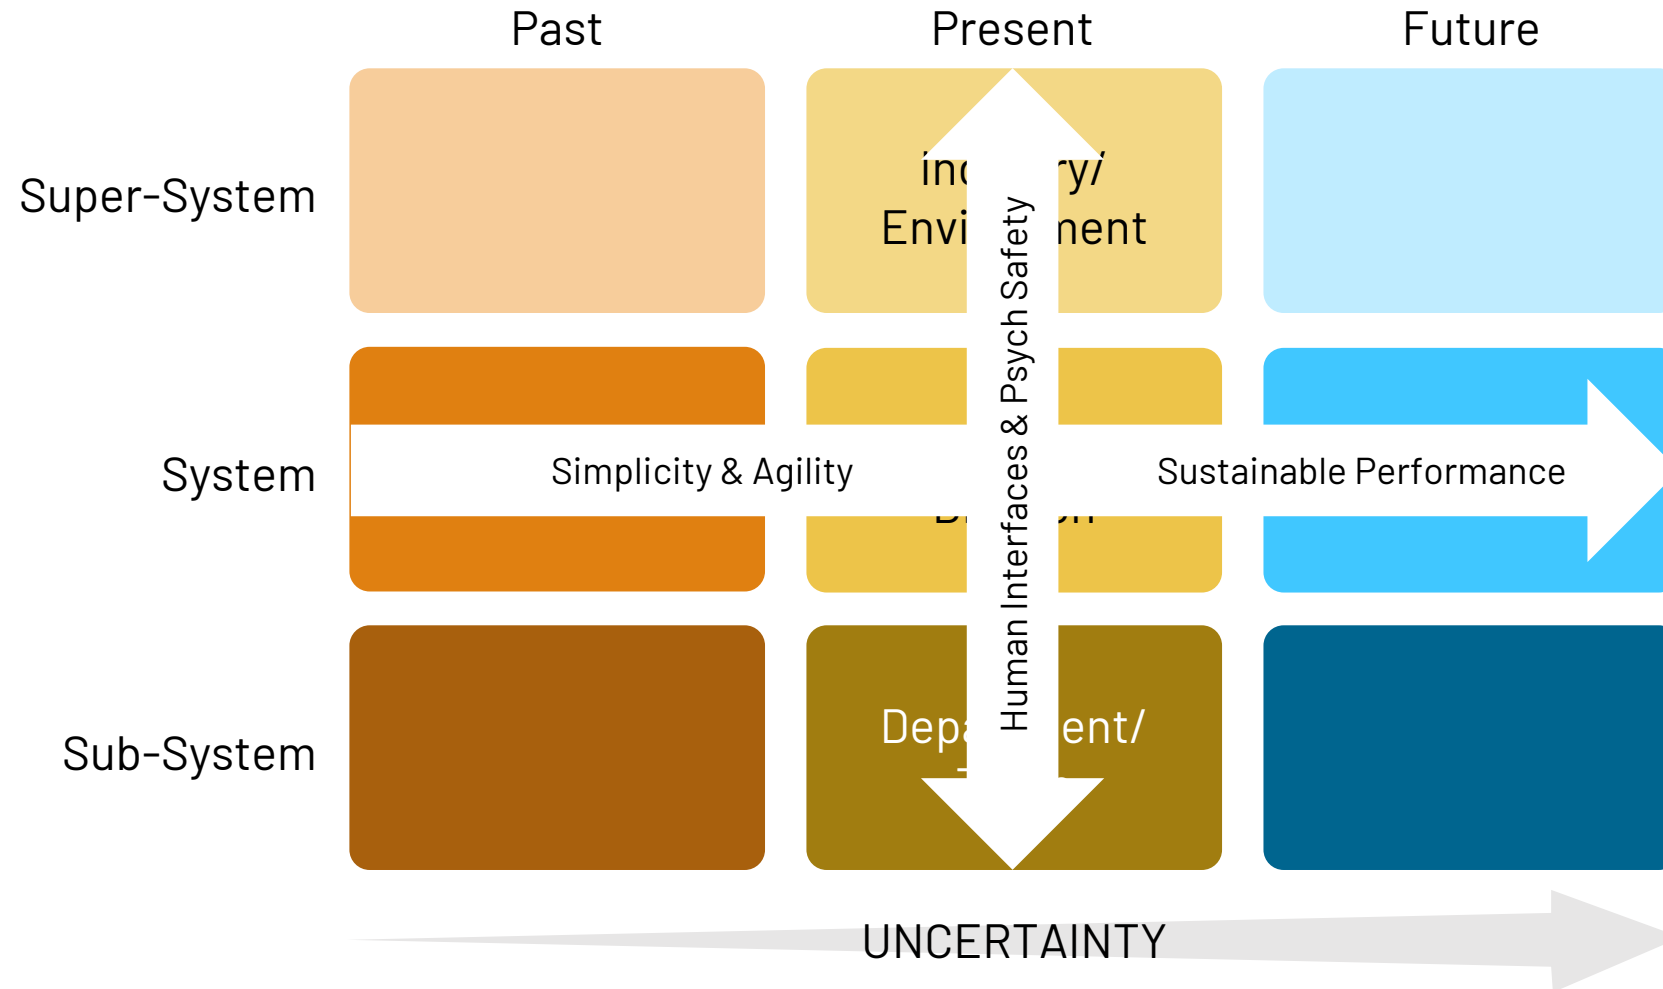 Past
Present
Future
Super-System
System
Simplicity & Agility
Sustainable Performance
Human Interfaces & Psych Safety
Sub-System
UNCERTAINTY